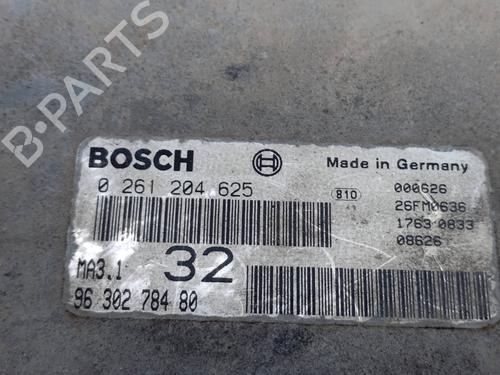 B-PARTS
BOSCH
Made in Germany
0 261 204 625
810
000626
26FM0636
1763 0833
08626
MA3.1
32
96 302 784 80